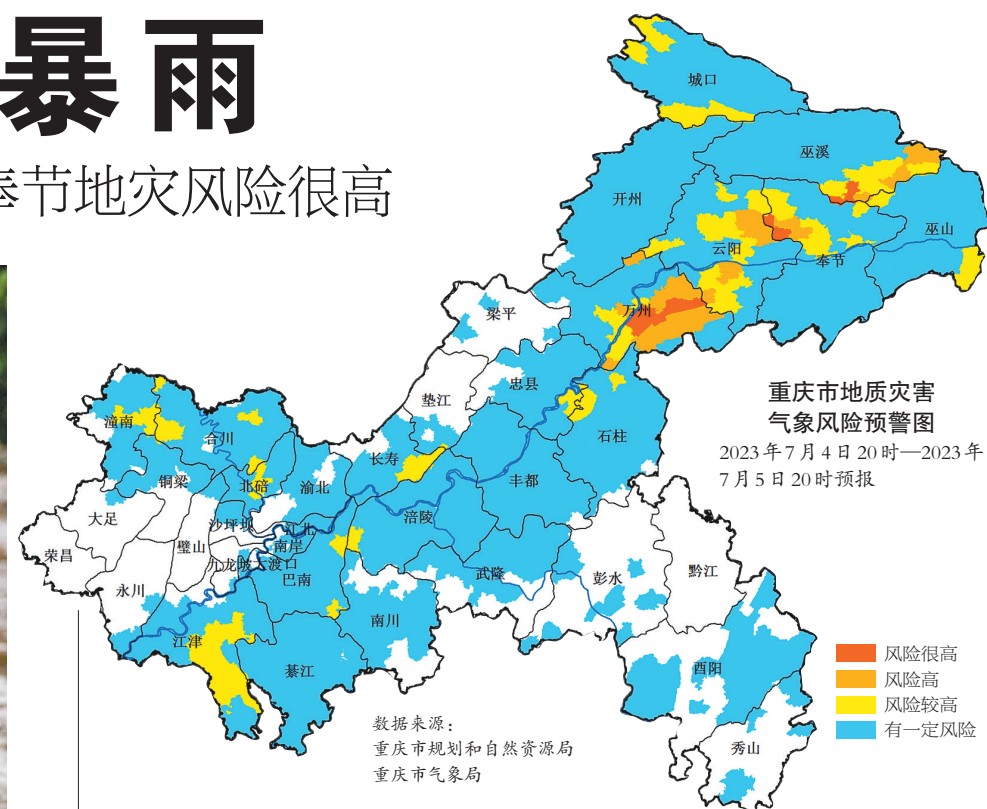 暴雨
奉节地灾风险很高
城口
巫溪
开州
巫山
云阳
奉节
万州
梁平
忠县
垫江
石柱
潼南
合川
长寿
丰都
铜梁
北碚
渝北
涪陵
大足
沙坪坝
江北
荣昌
璧山
南岸
九龙坡
大渡口
巴南
武隆
彭水
黔江
永川
南川
江津
綦江
酉阳
秀山
重庆市地质灾害
气象风险预警图
2023年7月4日20时—2023年
7月5日20时预报
风险很高
风险高
风险较高
有一定风险
数据来源：
重庆市规划和自然资源局
重庆市气象局